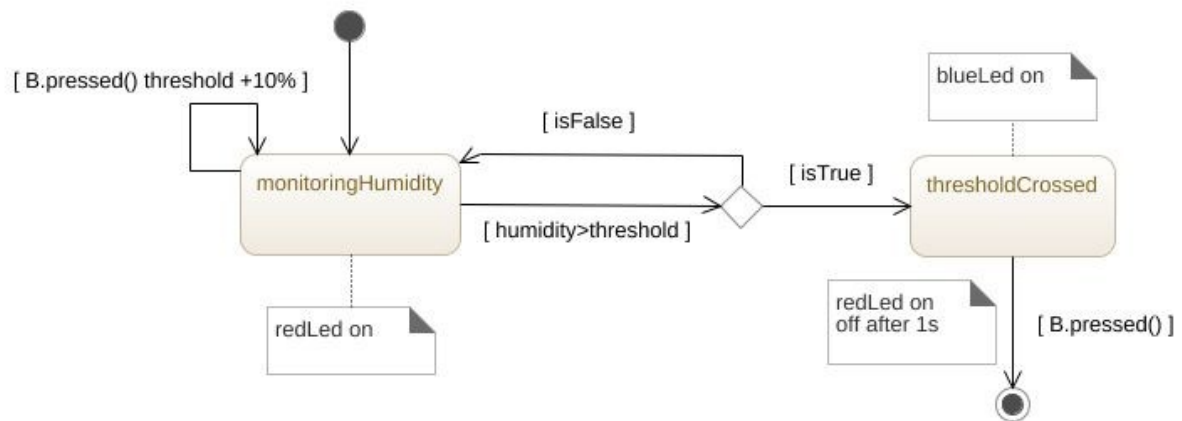 [ B.pressed() threshold +10% ]
blueLed on
[ isFalse ]
[ isTrue ]
monitoringHumidity
thresholdCrossed
[ humidity>threshold ]
redLed on
redLed on
off after 1s
[ B.pressed() ]